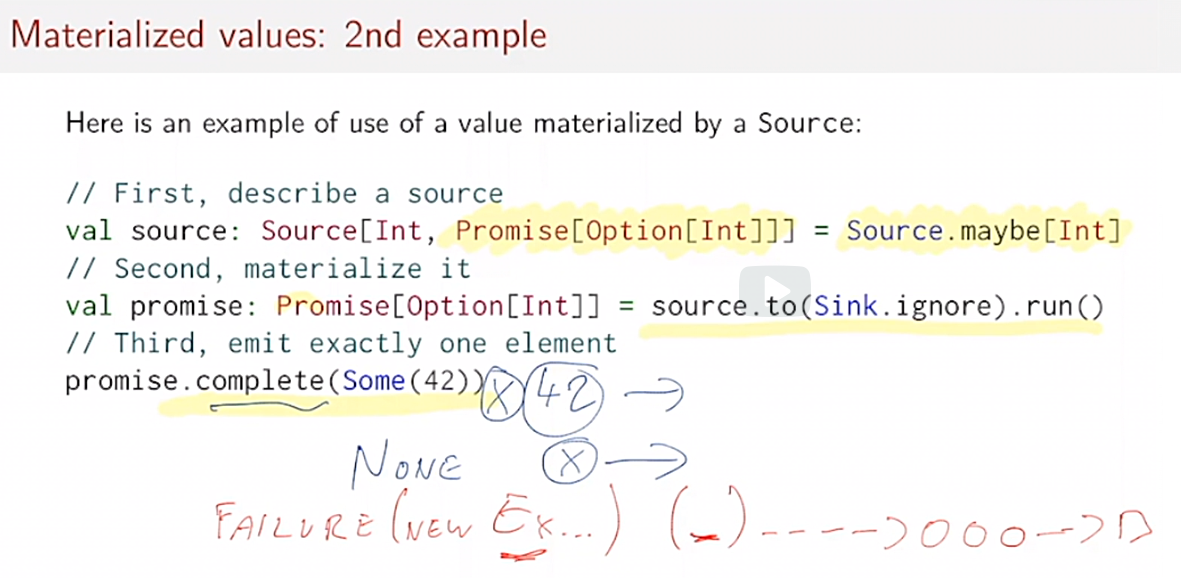 Materialized values: 2nd example
Here is an example of use of a value materialized by a Source:
// First, describe a source
val source: Source[Int, Promise[Option[Int]]] = Source.maybe[Int]
// Second, materialize it
val promise: Promise[Option[Int]] = source.to(Sink.ignore).run()
// Third, emit exactly one element
promise.complete(Some(42)) X 42
NONE X
FAILURE (NEW EX...) (_) ----> O O O --> D